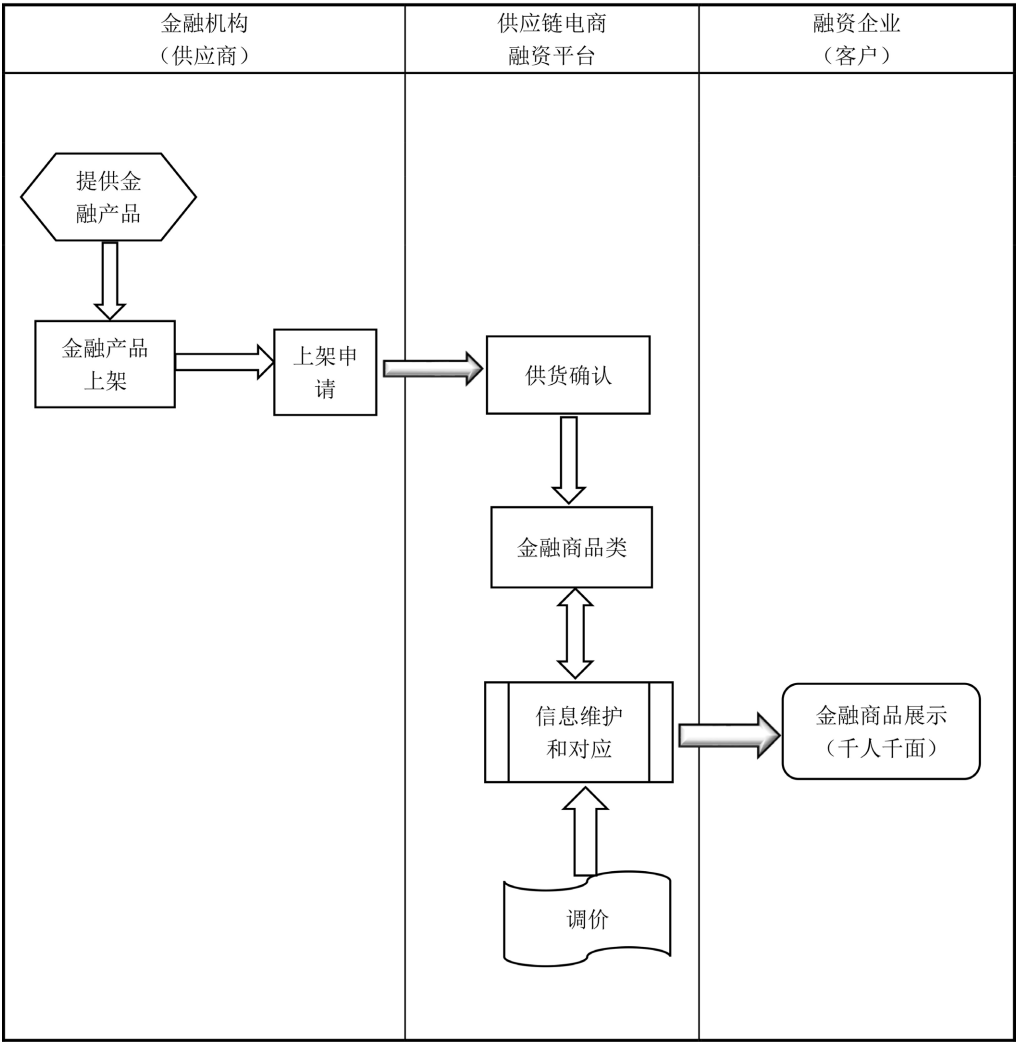 金融机构
（供应商）
供应链电商
融资平台
融资企业
（客户）
提供金
融产品
金融产品
上架
上架申
请
供货确认
金融商品类
信息维护
和对应
金融商品展示
（千人千面）
调价